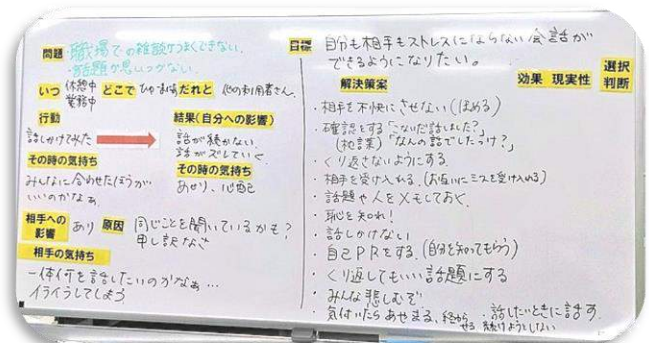 問題 ・職場での雑談がうまくできない。
・話題が思いつかない。
いつ 休憩中 業務中 どこで だれと 他の利用者さん。
行動
話しかけてみた
その時の気持ち
みんなに合わせたほうが
いいのかなぁ
結果(自分への影響)
話が続かない
話がズレていく
その時の気持ち
あせり、心配
相手への影響 あり 原因 同じことを聞いているかも?
申し訳なさ
相手の気持ち
一体何を話したいのかなぁ…
イライラしてしまう
目標 自分も相手もストレスにならない会話が
できるようになりたい。
解決策案 効果 現実性 選択判断
・相手を不快にさせない(ほめる)
・確認をする「こないだ話しました?」
(枕言葉)「なんの話でしたっけ?」
・くり返さないようにする
・相手を受け入れる。(お互いにミスを受け入れる)
・話題や人をメモしておく。
・恥を知れ!
・話しかけない
・自己PRをする。(自分を知ってもらう)
・くり返してもいい話題にする
・みんな悲しむぞ
・気付いたらあやまる、
・話したいときに話す
続けようとしない